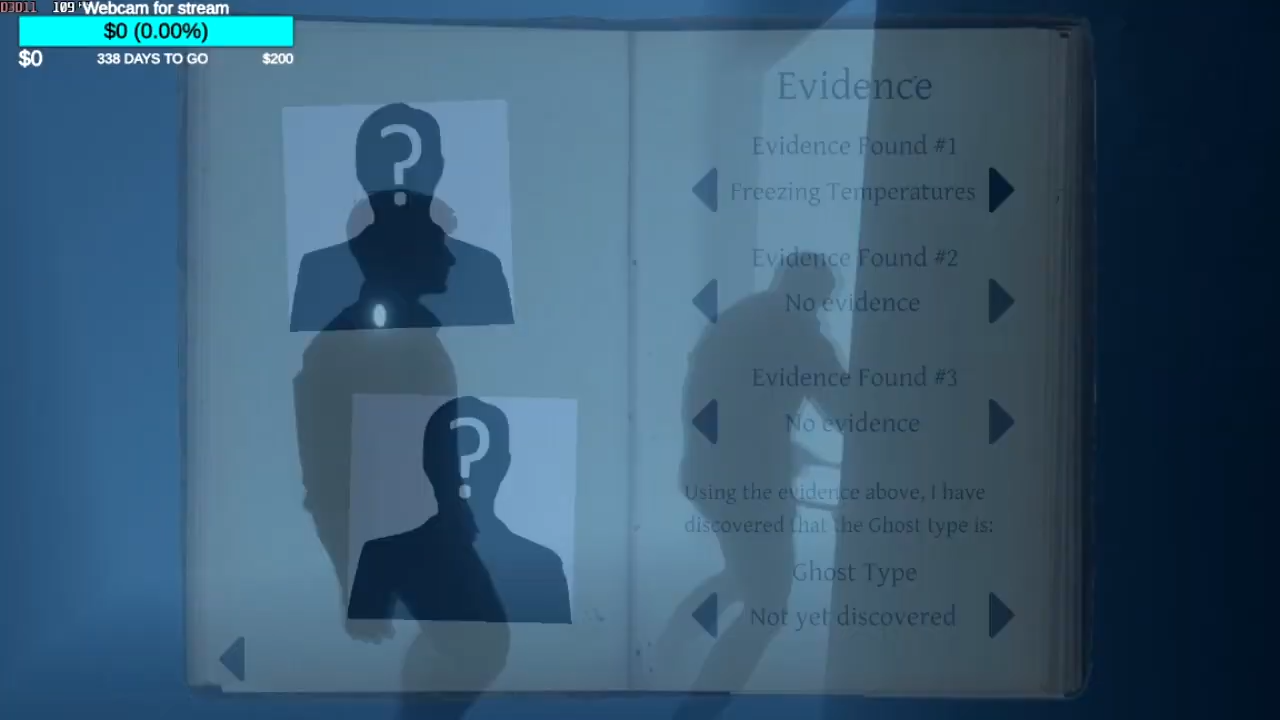 D3D11 109
Webcam for stream
$0 (0.00%)
$0 338 DAYS TO GO $200
Evidence
Evidence Found #1
Freezing Temperatures
Evidence Found #2
No evidence
Evidence Found #3
No evidence
Using the evidence above, I have
discovered that the Ghost type is:
Ghost Type
Not yet discovered
?
?